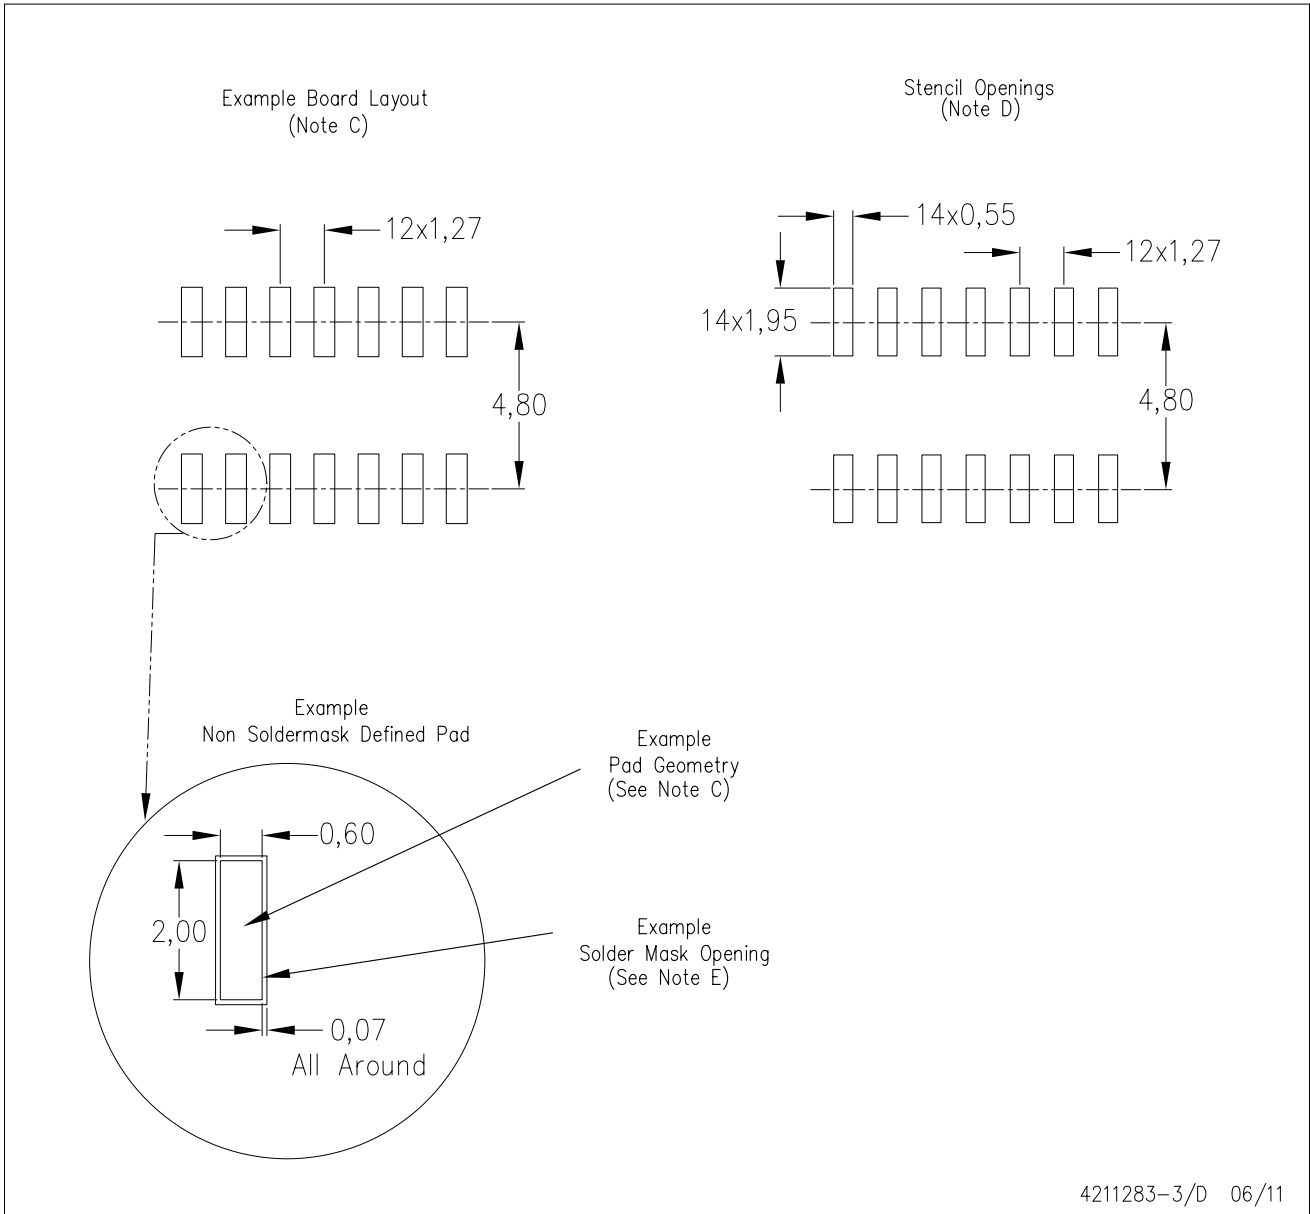 Example Board Layout
(Note C)
Stencil Openings
(Note D)
12x1,27
14x0,55
12x1,27
14x1,95
4,80
4,80
Example
Non Soldermask Defined Pad
Example
Pad Geometry
(See Note C)
0,60
2,00
Example
Solder Mask Opening
(See Note E)
0,07
All Around
4211283-3/D 06/11